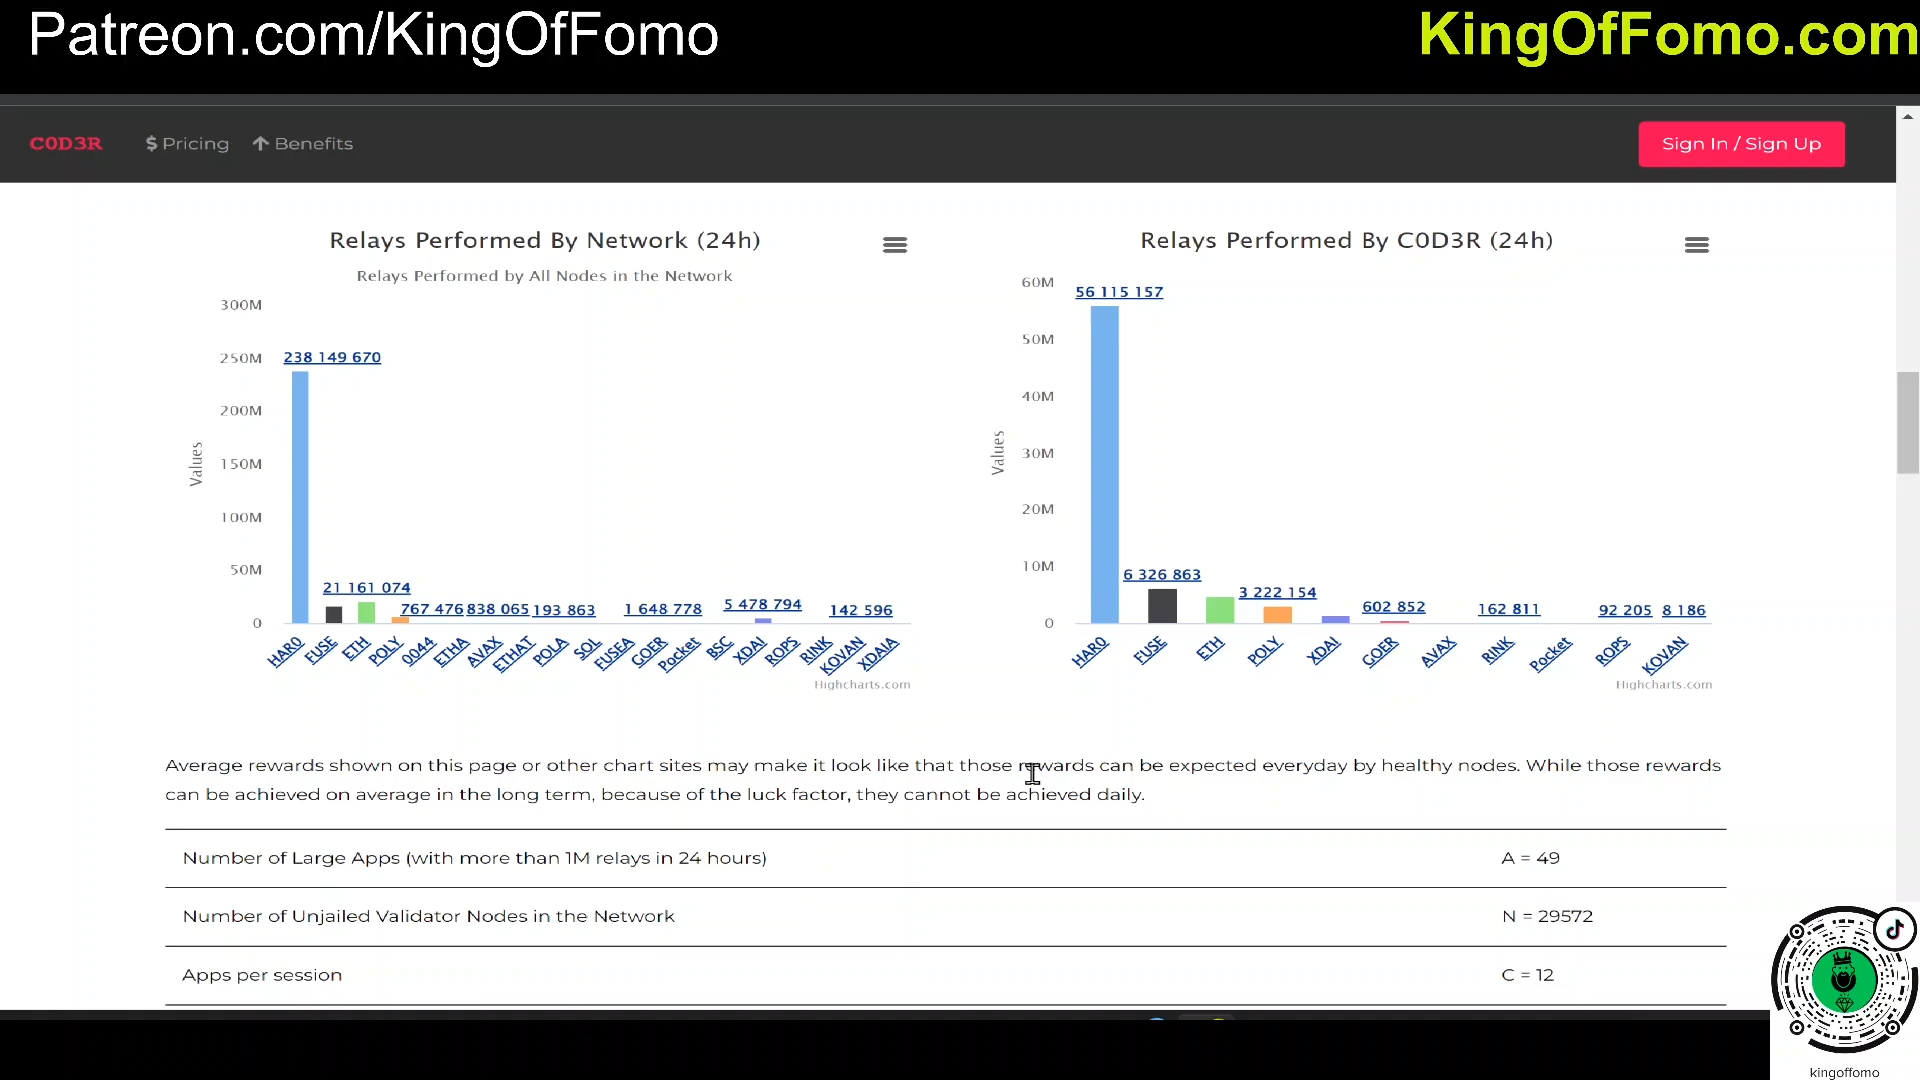 Patreon.com/KingOfFomo
KingOfFomo.com
C0D3R
$ Pricing
Benefits
Sign In / Sign Up
Relays Performed By Network (24h)
Relays Performed by All Nodes in the Network
Values
300M
250M
200M
150M
100M
50M
0
238 149 670
21 161 074
767 476
838 065
193 863
1 648 778
5 478 794
142 596
HAR0
FUSE
ETH
POLY
0044
ETHA
AVAX
ETHAT
POLA
SOL
FUSEA
GOER
Pocket
BSC
XDAI
ROPS
RINK
KOVAN
XDAIA
Highcharts.com
Relays Performed By C0D3R (24h)
Values
60M
50M
40M
30M
20M
10M
0
56 115 157
6 326 863
3 222 154
602 852
162 811
92 205
8 186
HAR0
FUSE
ETH
POLY
XDAI
GOER
AVAX
RINK
Pocket
ROPS
KOVAN
Highcharts.com
Average rewards shown on this page or other chart sites may make it look like that those rewards can be expected everyday by healthy nodes. While those rewards
can be achieved on average in the long term, because of the luck factor, they cannot be achieved daily.
Number of Large Apps (with more than 1M relays in 24 hours)
A = 49
Number of Unjailed Validator Nodes in the Network
N = 29572
Apps per session
C = 12
kingoffomo